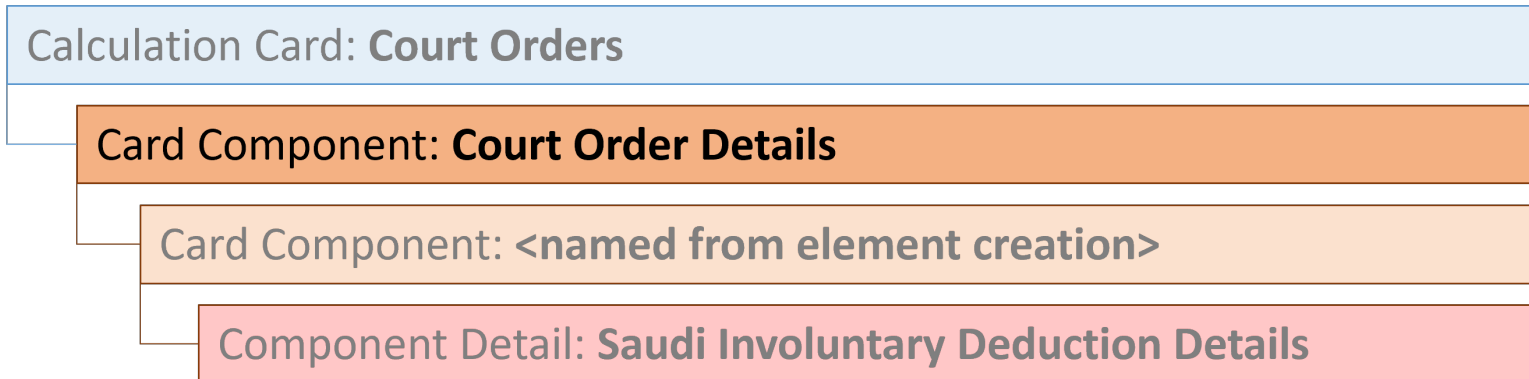 Calculation Card: Court Orders
Card Component: Court Order Details
Card Component: <named from element creation>
Component Detail: Saudi Involuntary Deduction Details